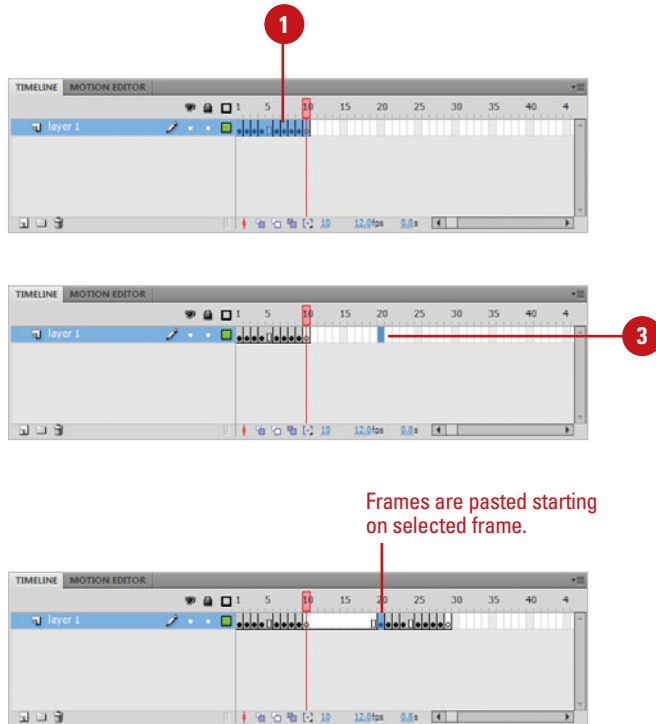 1
TIMELINE MOTION EDITOR
1 5 10 15 20 25 30 35 40 4
layer 1
10 12.0fps 0.8s
TIMELINE MOTION EDITOR
1 5 10 15 20 25 30 35 40 4
layer 1
3
10 12.0fps 0.8s
Frames are pasted starting
on selected frame.
TIMELINE MOTION EDITOR
1 5 10 15 20 25 30 35 40 4
layer 1
10 12.0fps 0.8s